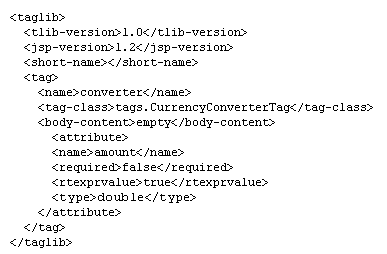 <taglib>
  <tlib-version>1.0</tlib-version>
  <jsp-version>1.2</jsp-version>
  <short-name></short-name>
  <tag>
    <name>converter</name>
    <tag-class>tags.CurrencyConverterTag</tag-class>
    <body-content>empty</body-content>
      <attribute>
      <name>amount</name>
      <required>false</required>
      <rtexprvalue>true</rtexprvalue>
      <type>double</type>
    </attribute>
  </tag>
</taglib>